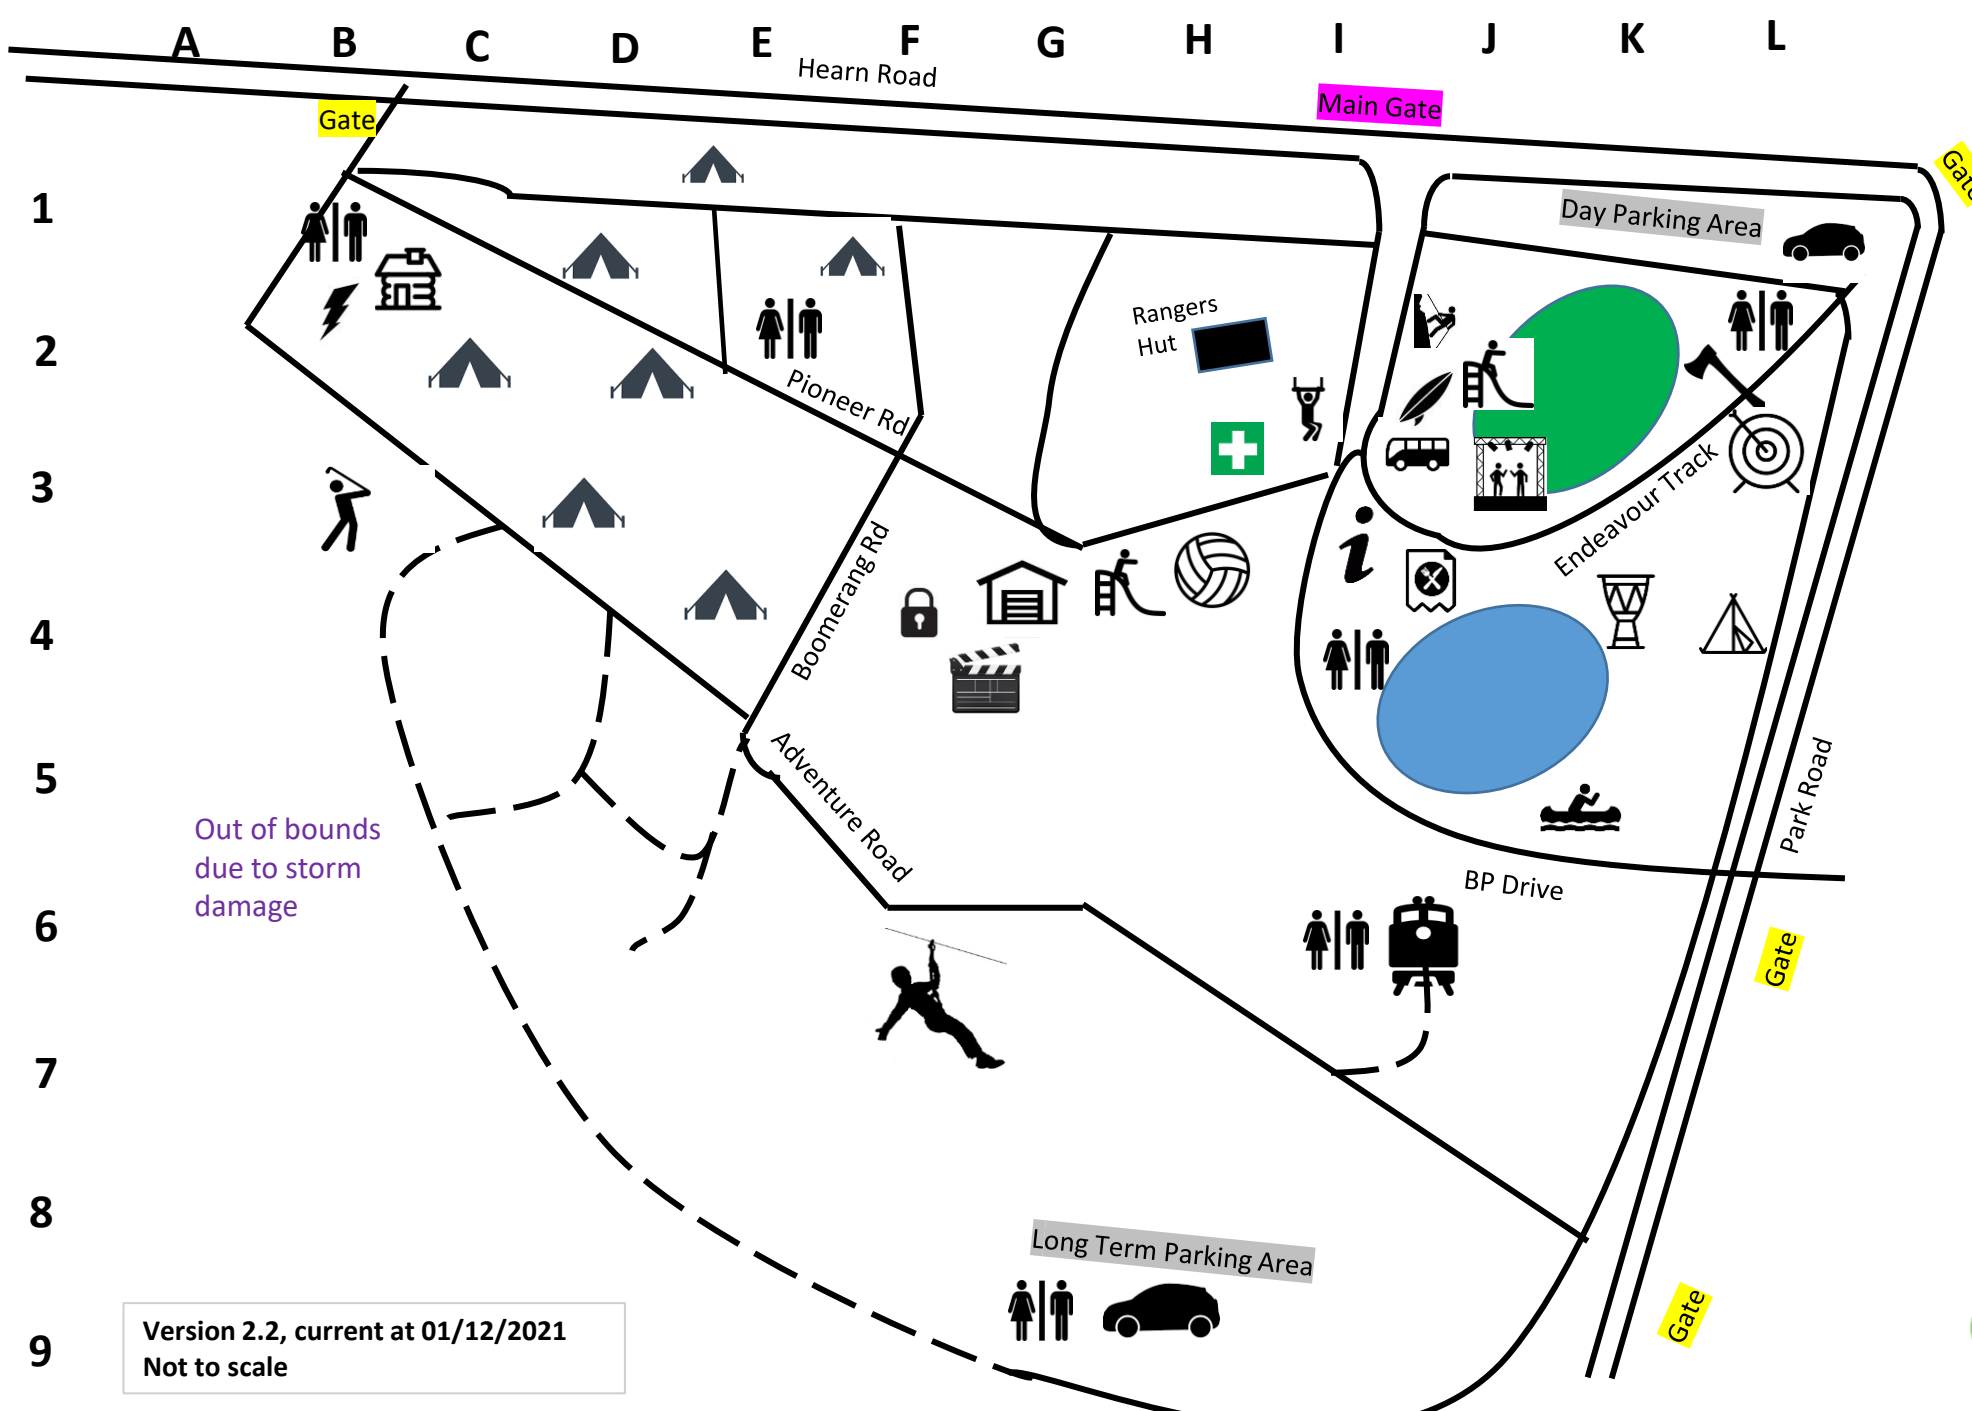 A B C D E F G H I J K L
Hearn Road
Main Gate
Gate
Gate
1
Day Parking Area
Rangers
Hut
2
Pioneer Rd
3
Endeavour Track
Boomerang Rd
4
Adventure Road
5
Park Road
Out of bounds
due to storm
damage
BP Drive
6
Gate
7
8
Long Term Parking Area
Gate
9
Version 2.2, current at 01/12/2021
Not to scale